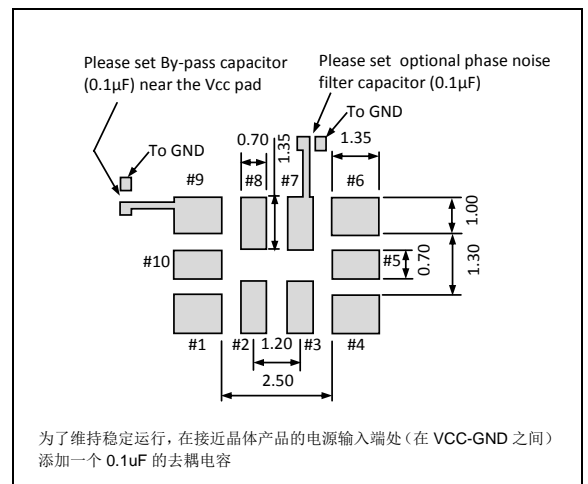 Please set By-pass capacitor
(0.1µF) near the Vcc pad
Please set optional phase noise
filter capacitor (0.1µF)
To GND
To GND
0.70
1.35
1.35
#9
#8
#7
#6
1.00
#10
#5
0.70
1.30
#1
#2
1.20
#3
#4
2.50
为了维持稳定运行，在接近晶体产品的电源输入端处（在 VCC-GND 之间）
添加一个 0.1uF 的去耦电容